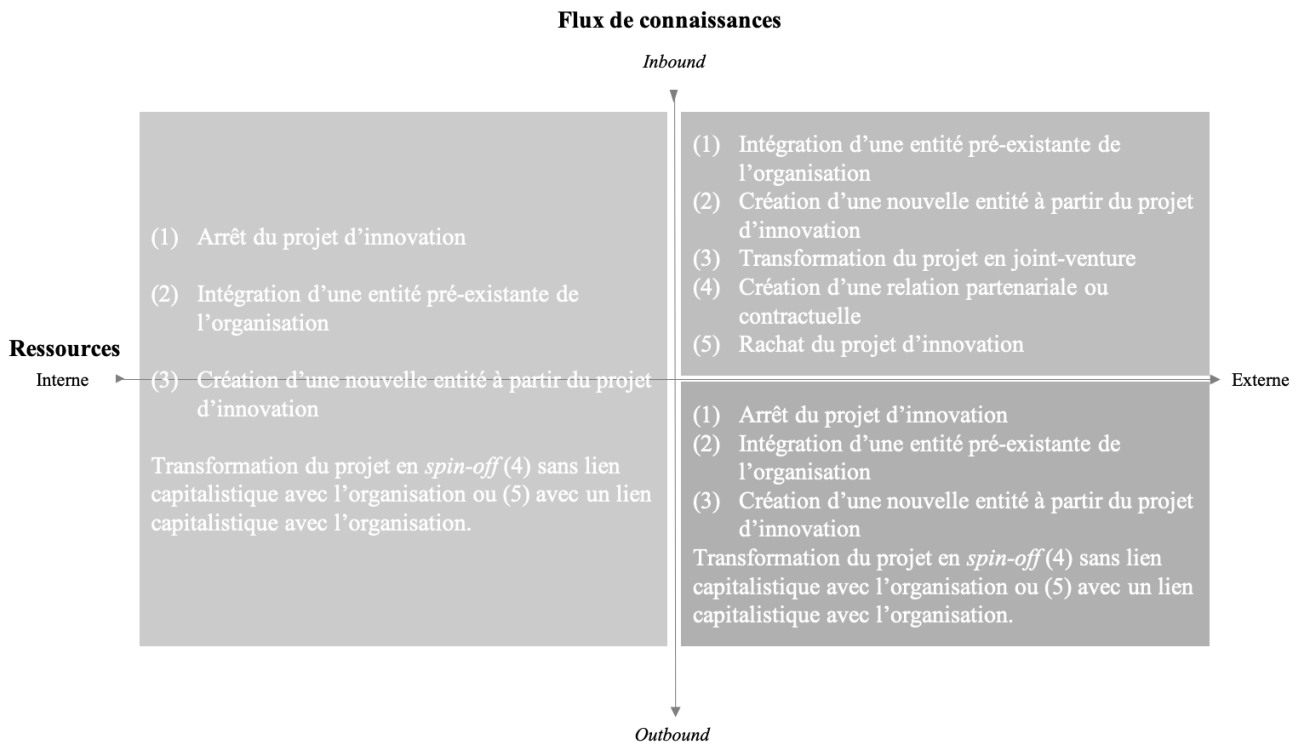 Flux de connaissances
Inbound
(1) Arrêt du projet d'innovation
(2) Intégration d'une entité pré-existante de
l'organisation
(3) Création d'une nouvelle entité à partir du projet
d'innovation
Transformation du projet en spin-off (4) sans lien
capitalistique avec l'organisation ou (5) avec un lien
capitalistique avec l'organisation.
(1) Intégration d'une entité pré-existante de
l'organisation
(2) Création d'une nouvelle entité à partir du projet
d'innovation
(3) Transformation du projet en joint-venture
(4) Création d'une relation partenariale ou
contractuelle
(5) Rachat du projet d'innovation
Ressources
Interne
Externe
(1) Arrêt du projet d'innovation
(2) Intégration d'une entité pré-existante de
l'organisation
(3) Création d'une nouvelle entité à partir du projet
d'innovation
Transformation du projet en spin-off (4) sans lien
capitalistique avec l'organisation ou (5) avec un lien
capitalistique avec l'organisation.
Outbound